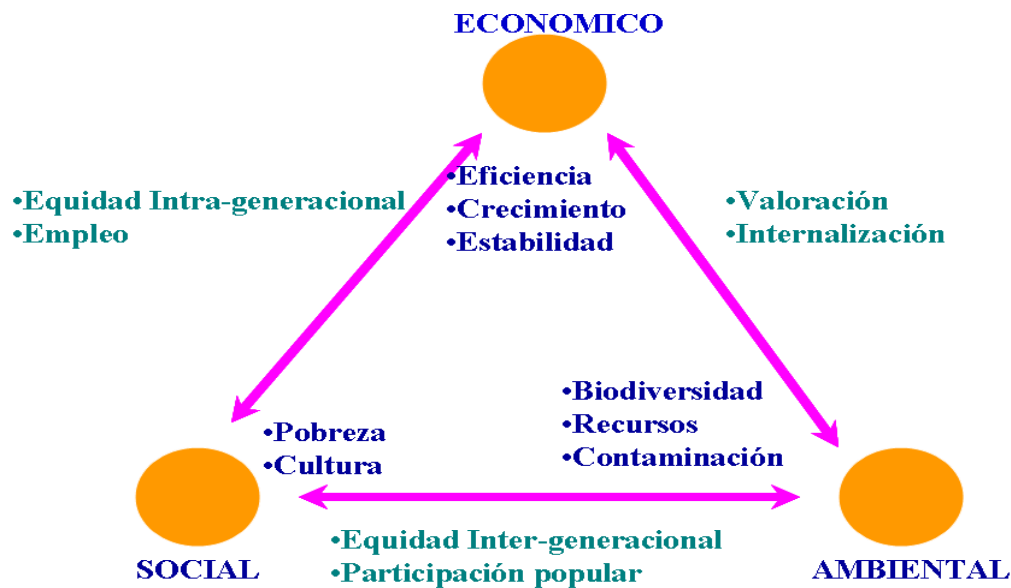 ECONOMICO
•Eficiencia
•Crecimiento
•Estabilidad
•Equidad Intra-generacional
•Empleo
•Valoración
•Internalización
•Pobreza
•Cultura
•Biodiversidad
•Recursos
•Contaminación
•Equidad Inter-generacional
•Participación popular
SOCIAL
AMBIENTAL